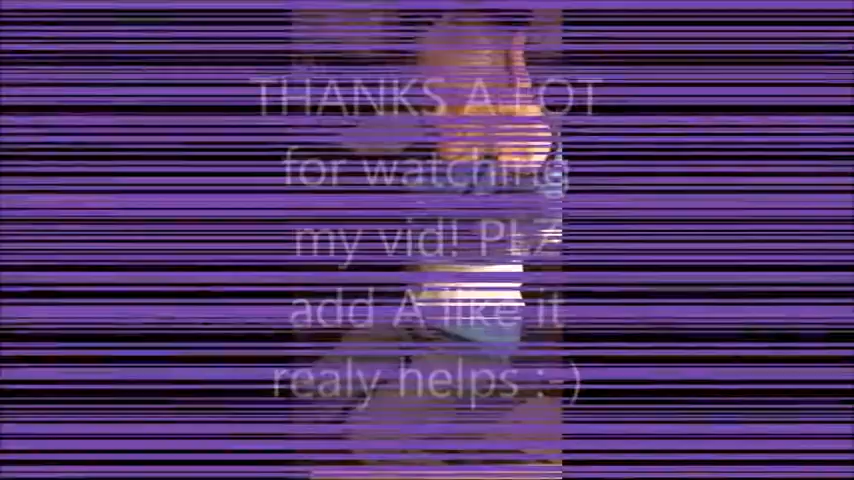 THANKS A LOT
for watching
my vid! PLZ
add A like it
realy helps :-)